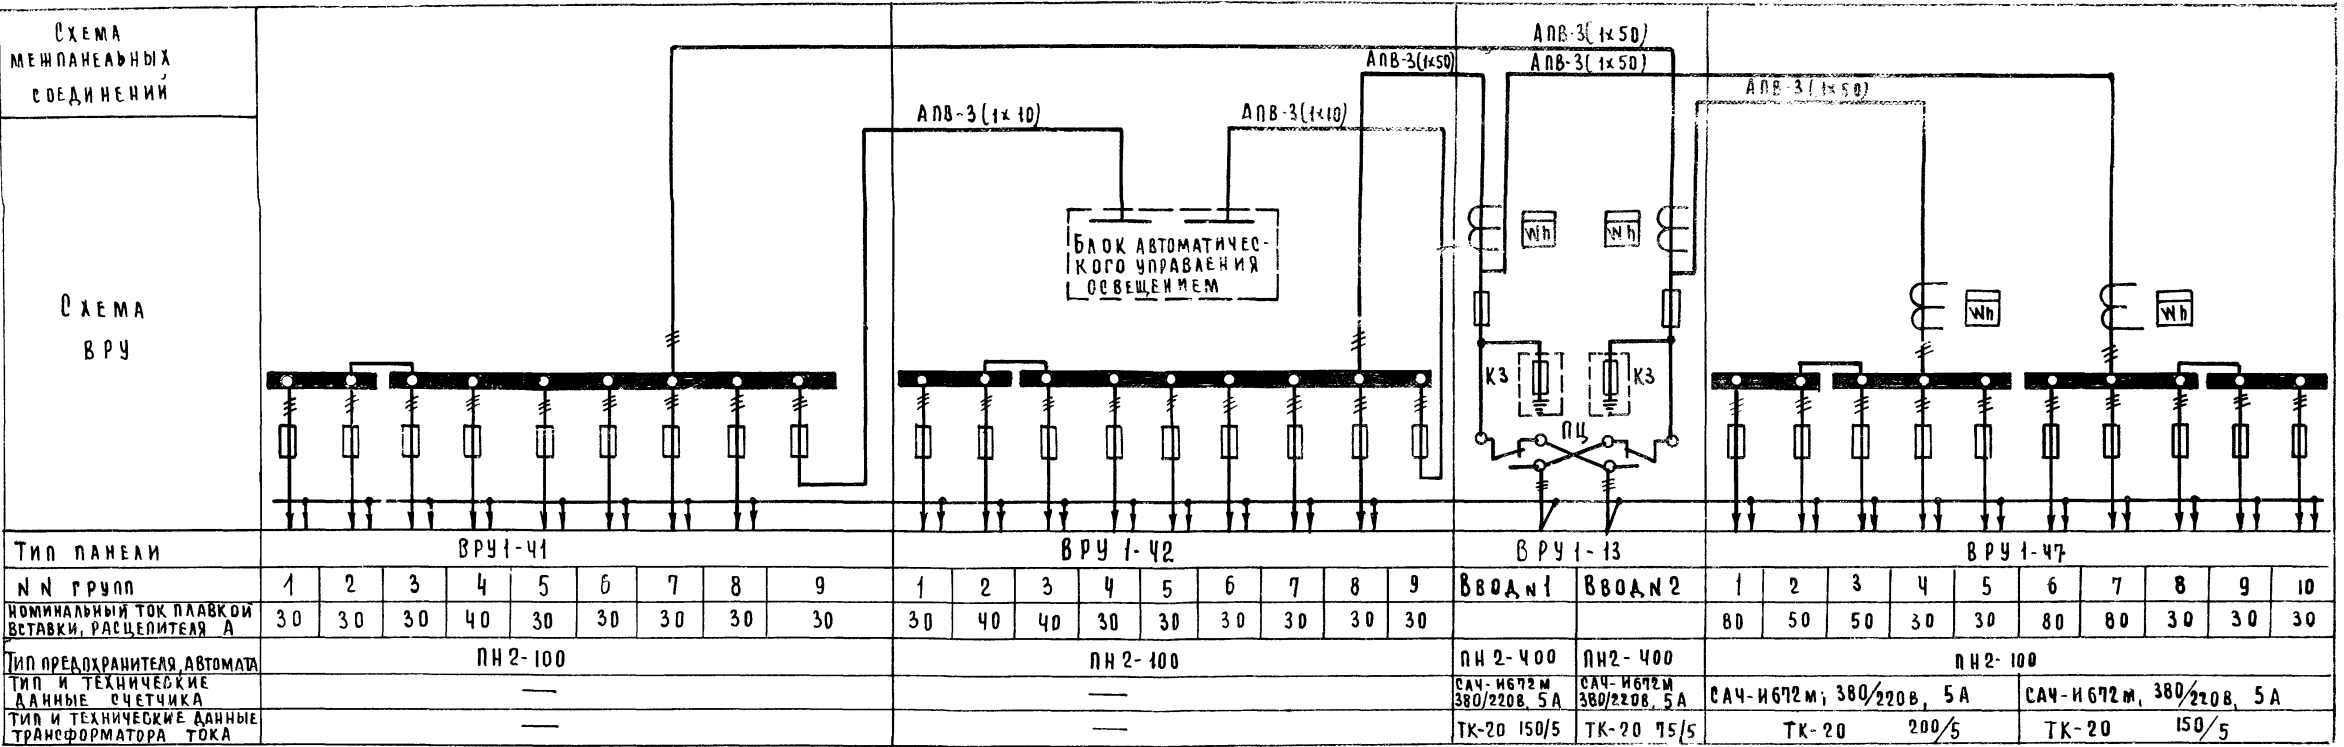 Схема
межпанельных
соединений
АПВ-3(1х50)
АПВ-3(1х50)
АПВ-3(1х50)
АПВ-3(1х50)
АПВ-3(1х10)
АПВ-3(1х10)
Блок автоматичес-
кого управления
освещением
Wh
Wh
Wh
Wh
Схема
ВРУ
КЗ
КЗ
ПЦ
Тип панели ВРУ1-41 ВРУ 1-42 ВРУ 1-13 ВРУ 1-47
NN групп 1 2 3 4 5 6 7 8 9 1 2 3 4 5 6 7 8 9 Ввод N1 Ввод N2 1 2 3 4 5 6 7 8 9 10
номинальный ток плавкой
вставки, расцепителя А 30 30 30 40 30 30 30 30 30 30 40 40 30 30 30 30 30 30 80 50 50 30 30 80 80 30 30 30
Тип предохранителя, автомата ПН2-100 ПН2-100 ПН2-400 ПН2-400 ПН2-100
тип и технические
данные счетчика — — САЧ-И672м
380/220в, 5А САЧ-И672м
380/220в, 5А САЧ-И672м; 380/220в, 5А САЧ-И672м, 380/220в, 5А
тип и технические данные
трансформатора тока — — ТК-20 150/5 ТК-20 75/5 ТК-20 200/5 ТК-20 150/5